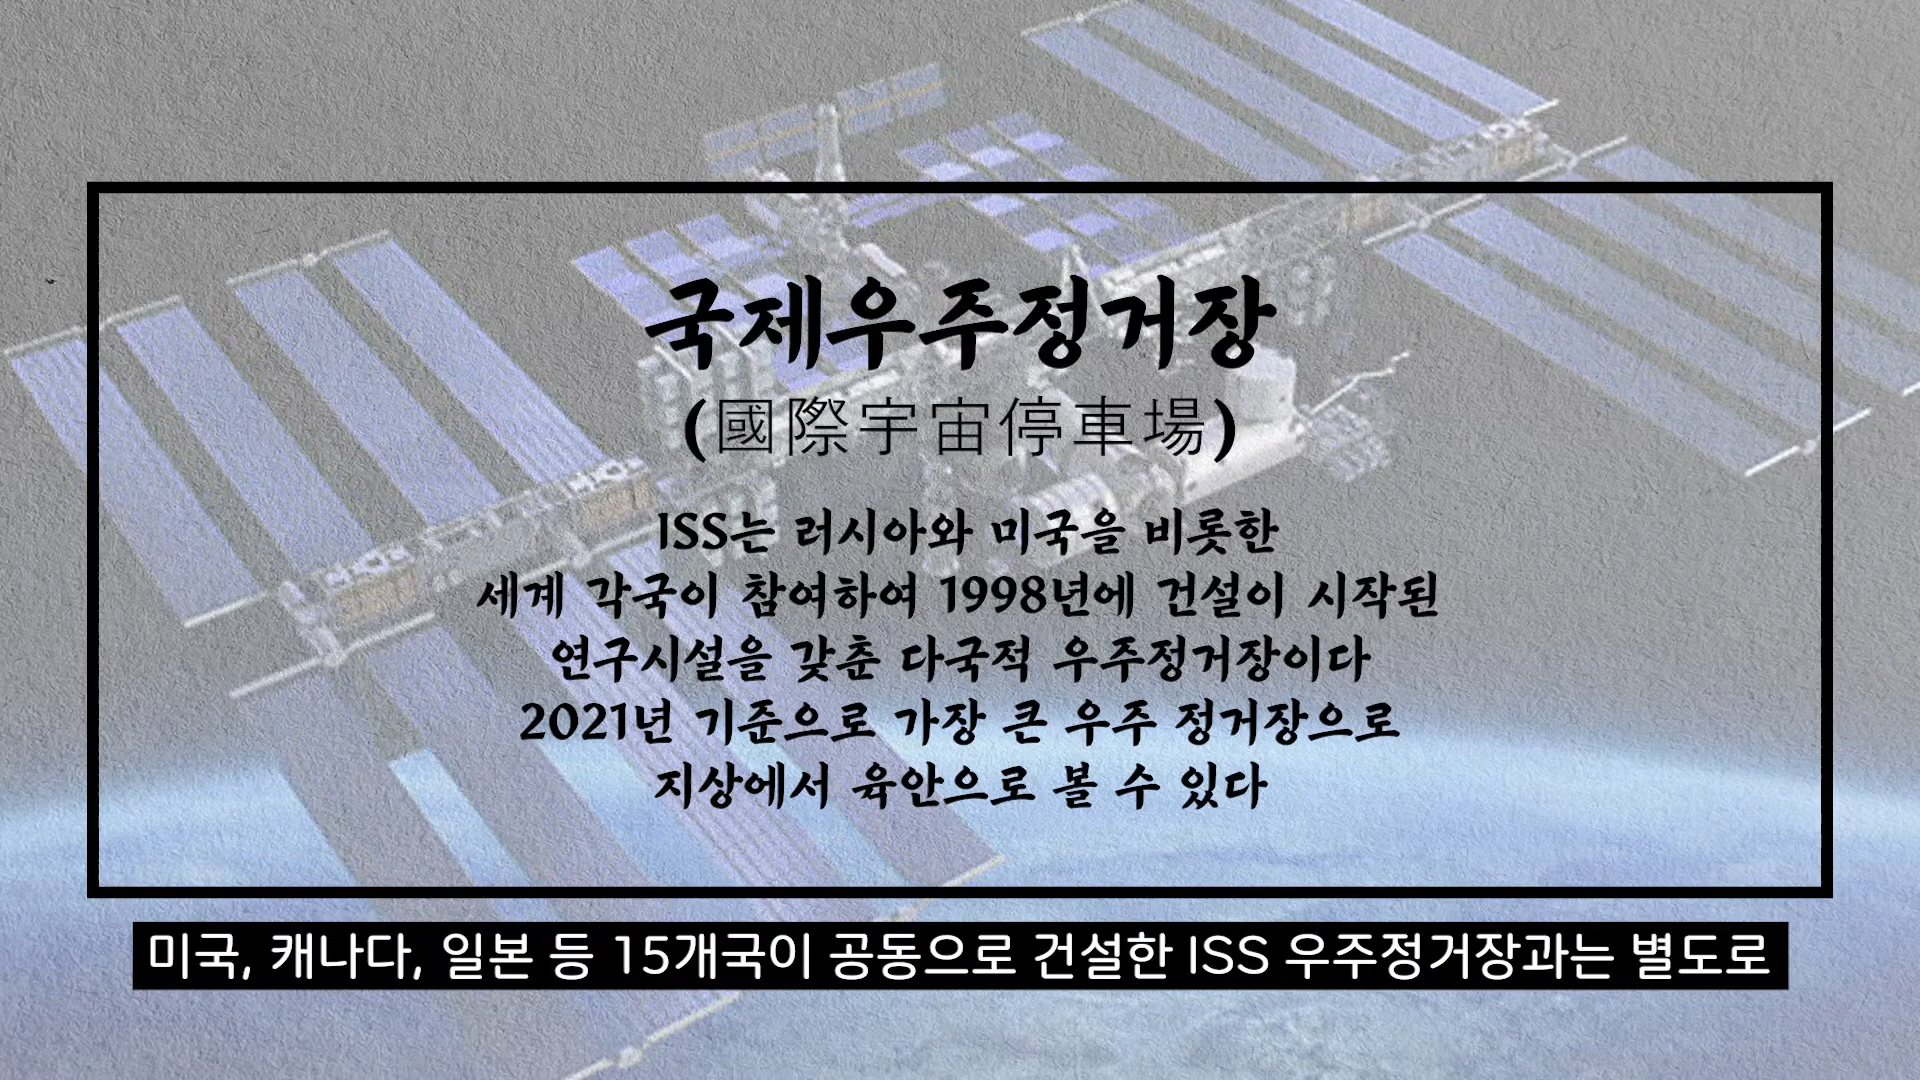 국제우주정거장
(國際宇宙停車場)
ISS는 러시아와 미국을 비롯한
세계 각국이 참여하여 1998년에 건설이 시작된
연구시설을 갖춘 다국적 우주정거장이다
2021년 기준으로 가장 큰 우주 정거장으로
지상에서 육안으로 볼 수 있다
미국, 캐나다, 일본 등 15개국이 공동으로 건설한 ISS 우주정거장과는 별도로